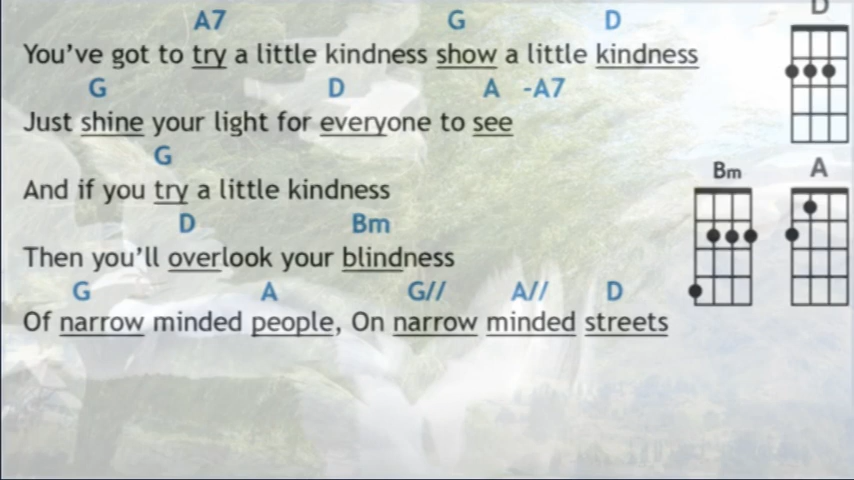 A7 G D
You've got to try a little kindness show a little kindness
G D A -A7
Just shine your light for everyone to see
G
And if you try a little kindness
D Bm
Then you'll overlook your blindness
G A G// A// D
Of narrow minded people, On narrow minded streets
D
Bm A